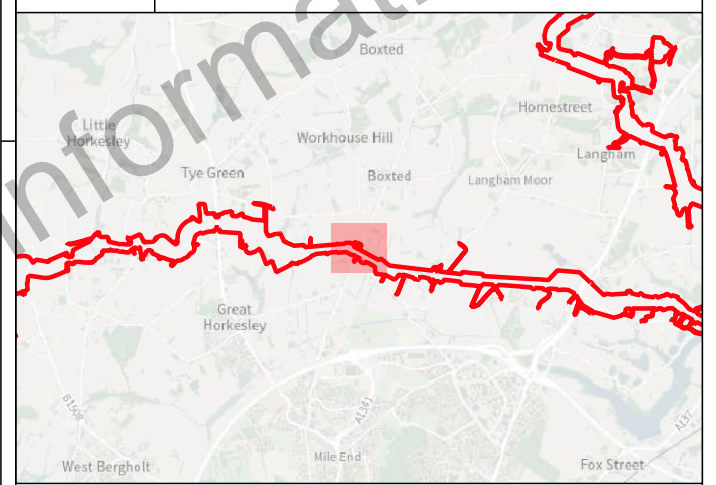 Boxted
Homestreet
Little
Horkesley
Workhouse Hill
Langham
Tye Green
Boxted
Langham Moor
Great
Horkesley
B1508
A1341
A137
Mile End
West Bergholt
Fox Street